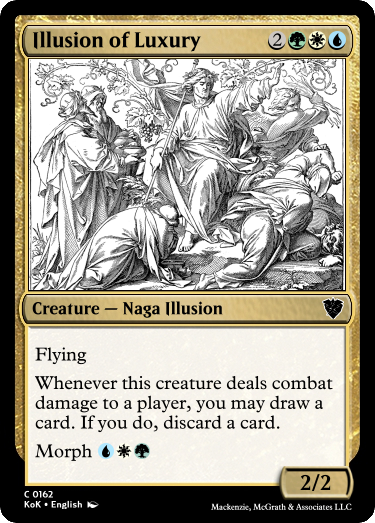 Illusion of Luxury 2
Creature — Naga Illusion
Flying
Whenever this creature deals combat
damage to a player, you may draw a
card. If you do, discard a card.
Morph
2/2
C 0162
KoK • English
Mackenzie, McGrath & Associates LLC